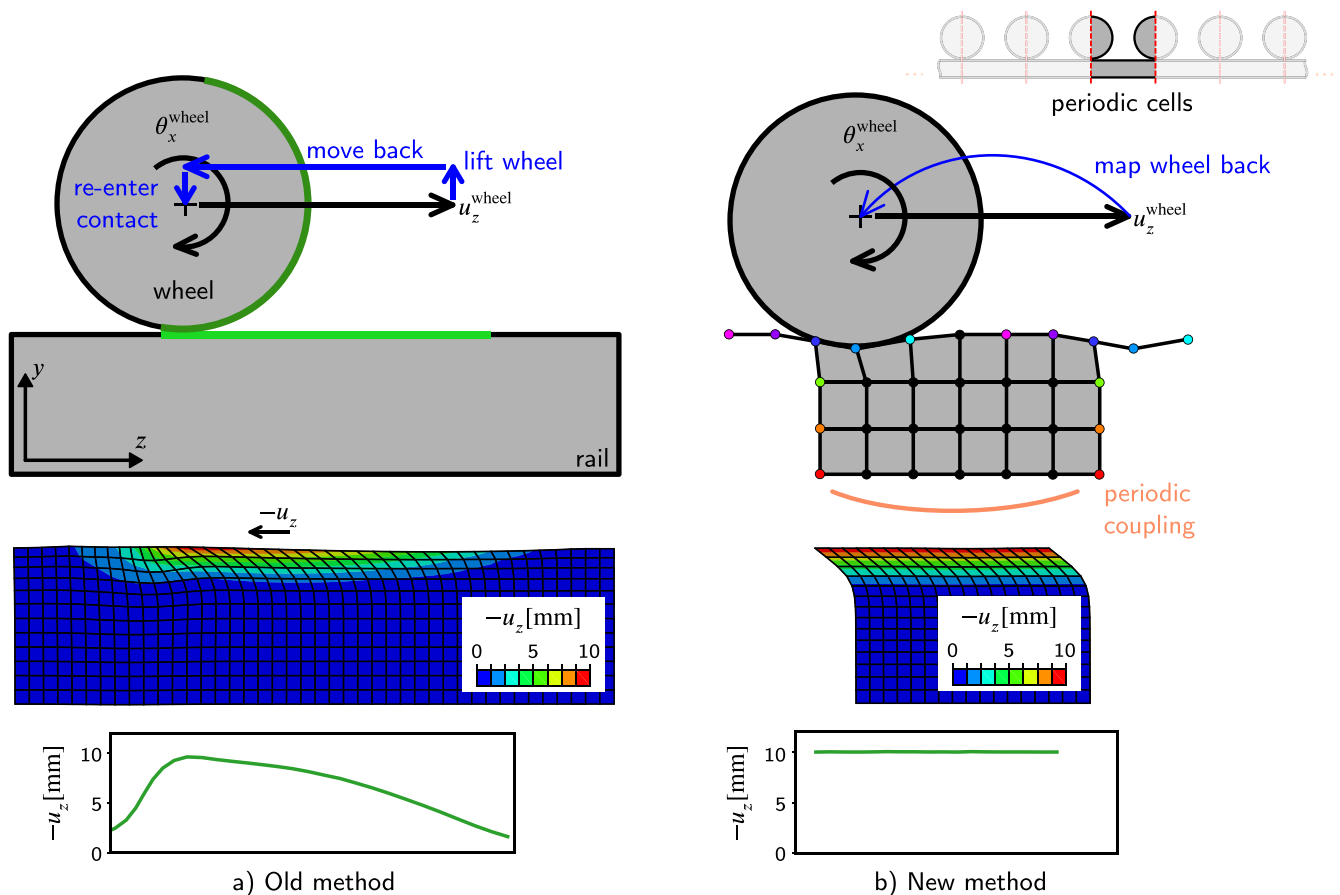 periodic cells
θ_x^wheel
move back
lift wheel
re-enter
contact
u_z^wheel
wheel
y
z
rail
θ_x^wheel
map wheel back
u_z^wheel
periodic
coupling
−u_z
−u_z[mm]
0 5 10
−u_z[mm]
0 5 10
−u_z[mm]
10
5
0
a) Old method
−u_z[mm]
10
5
0
b) New method